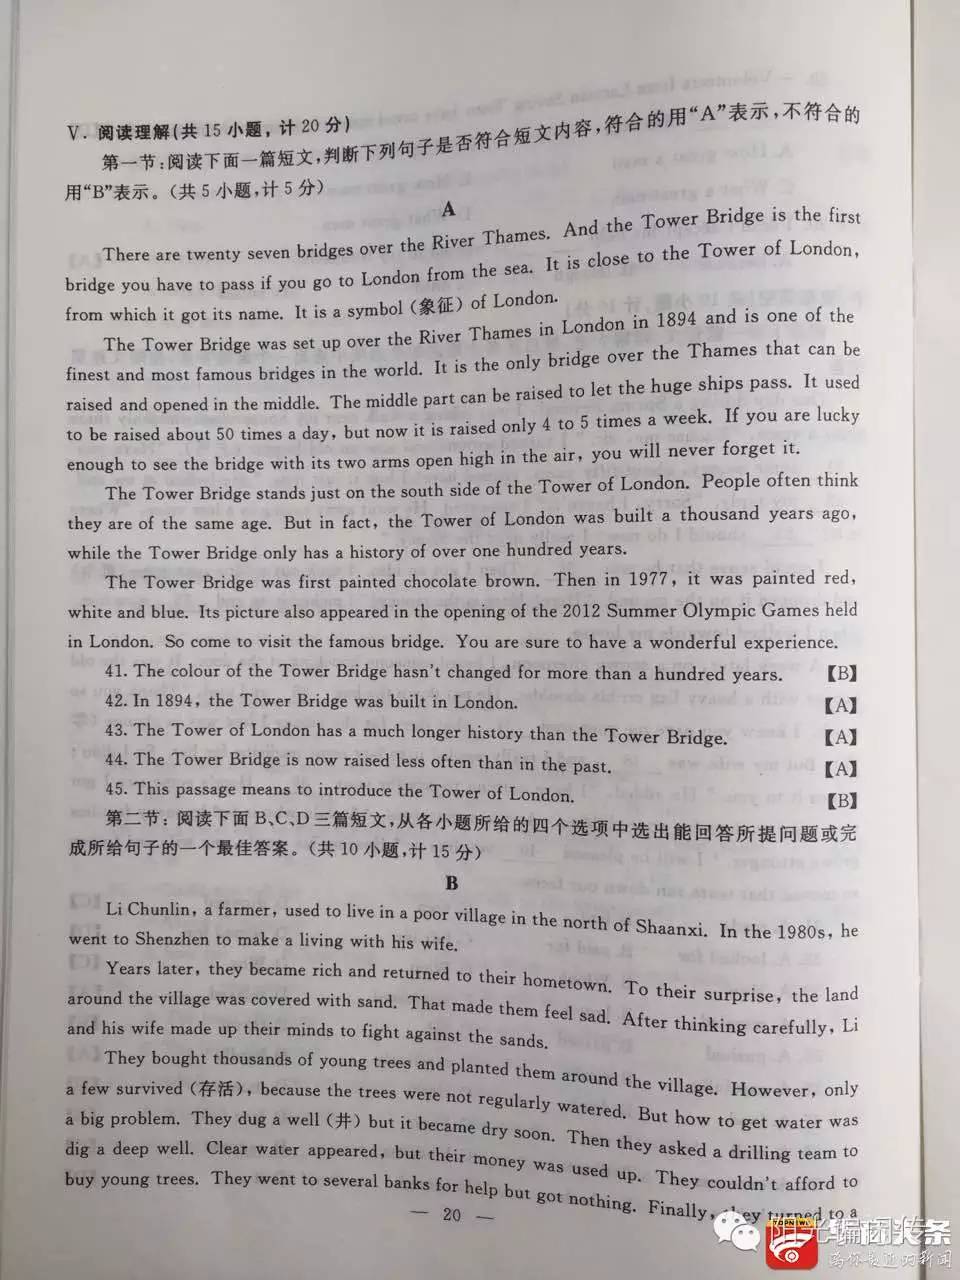 V. 阅读理解(共 15 小题, 计 20 分)
第一节:阅读下面一篇短文,判断下列句子是否符合短文内容,符合的用“A”表示,不符合的
用“B”表示。(共 5 小题,计 5 分)
A
There are twenty seven bridges over the River Thames. And the Tower Bridge is the first
bridge you have to pass if you go to London from the sea. It is close to the Tower of London,
from which it got its name. It is a symbol (象征) of London.
The Tower Bridge was set up over the River Thames in London in 1894 and is one of the
finest and most famous bridges in the world. It is the only bridge over the Thames that can be
raised and opened in the middle. The middle part can be raised to let the huge ships pass. It used
to be raised about 50 times a day, but now it is raised only 4 to 5 times a week. If you are lucky
enough to see the bridge with its two arms open high in the air, you will never forget it.
The Tower Bridge stands just on the south side of the Tower of London. People often think
they are of the same age. But in fact, the Tower of London was built a thousand years ago,
while the Tower Bridge only has a history of over one hundred years.
The Tower Bridge was first painted chocolate brown. Then in 1977, it was painted red,
white and blue. Its picture also appeared in the opening of the 2012 Summer Olympic Games held
in London. So come to visit the famous bridge. You are sure to have a wonderful experience.
41. The colour of the Tower Bridge hasn't changed for more than a hundred years. 【B】
42. In 1894, the Tower Bridge was built in London. 【A】
43. The Tower of London has a much longer history than the Tower Bridge. 【A】
44. The Tower Bridge is now raised less often than in the past. 【A】
45. This passage means to introduce the Tower of London. 【B】
第二节: 阅读下面 B、C、D 三篇短文,从各小题所给的四个选项中选出能回答所提问题或完
成所给句子的一个最佳答案。(共 10 小题,计 15 分)
B
Li Chunlin, a farmer, used to live in a poor village in the north of Shaanxi. In the 1980s, he
went to Shenzhen to make a living with his wife.
Years later, they became rich and returned to their hometown. To their surprise, the land
around the village was covered with sand. That made them feel sad. After thinking carefully, Li
and his wife made up their minds to fight against the sands.
They bought thousands of young trees and planted them around the village. However, only
a few survived (存活), because the trees were not regularly watered. But how to get water was
a big problem. They dug a well (井) but it became dry soon. Then they asked a drilling team to
dig a deep well. Clear water appeared, but their money was used up. They couldn't afford to
buy young trees. They went to several banks for help but got nothing. Finally, they turned to a
— 20 —
TOPNEWS
头条
离你最近的新闻